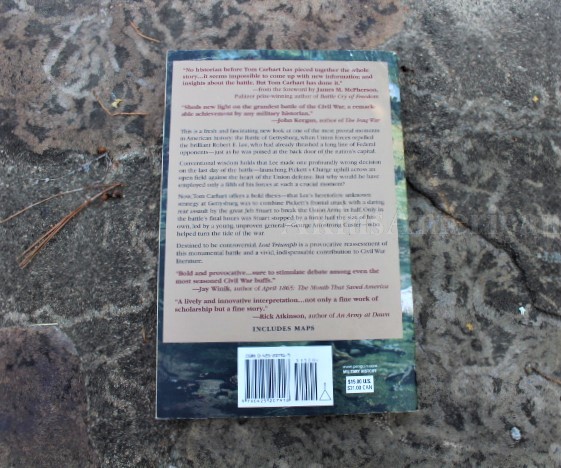 "No historian before Tom Carhart has pieced together the whole
story...It seems impossible to come up with new information and
insights about the battle. But Tom Carhart has done it."
—from the foreword by James M. McPherson,
Pulitzer prize-winning author of Battle Cry of Freedom
"Sheds new light on the grandest battle of the Civil War, a remark-
able achievement by any military historian."
—John Keegan, author of The Iraq War
This is a fresh and fascinating new look at one of the most pivotal moments
in American history: the Battle of Gettysburg, when Union forces repelled
the brilliant Robert E. Lee, who had already thrashed a long line of Federal
opponents—just as he was poised at the back door of the nation's capital.
Conventional wisdom holds that Lee made one profoundly wrong decision
on the last day of the battle—launching Pickett's Charge uphill across an
open field against the heart of the Union defense. But why would he have
employed only a fifth of his forces at such a crucial moment?
Now, Tom Carhart offers a bold thesis—that Lee's heretofore unknown
strategy at Gettysburg was to combine Pickett's frontal attack with a daring
rear assault by the great Jeb Stuart to break the Union Army in half. Only in
the battle's final hours was Stuart stopped by a force half the size of his
own, led by a young, unproven general—George Armstrong Custer—who
helped turn the tide of the war.
Destined to be controversial, Lost Triumph is a provocative reassessment of
this monumental battle and a vivid, indispensable contribution to Civil War
literature.
"Bold and provocative...sure to stimulate debate among even the
most seasoned Civil War buffs."
—Jay Winik, author of April 1865: The Month That Saved America
"A lively and innovative interpretation...not only a fine work of
scholarship but a fine story."
—Rick Atkinson, author of An Army at Dawn
INCLUDES MAPS
51500
MILITARY HISTORY
$15.00 U.S.
$21.00 CAN